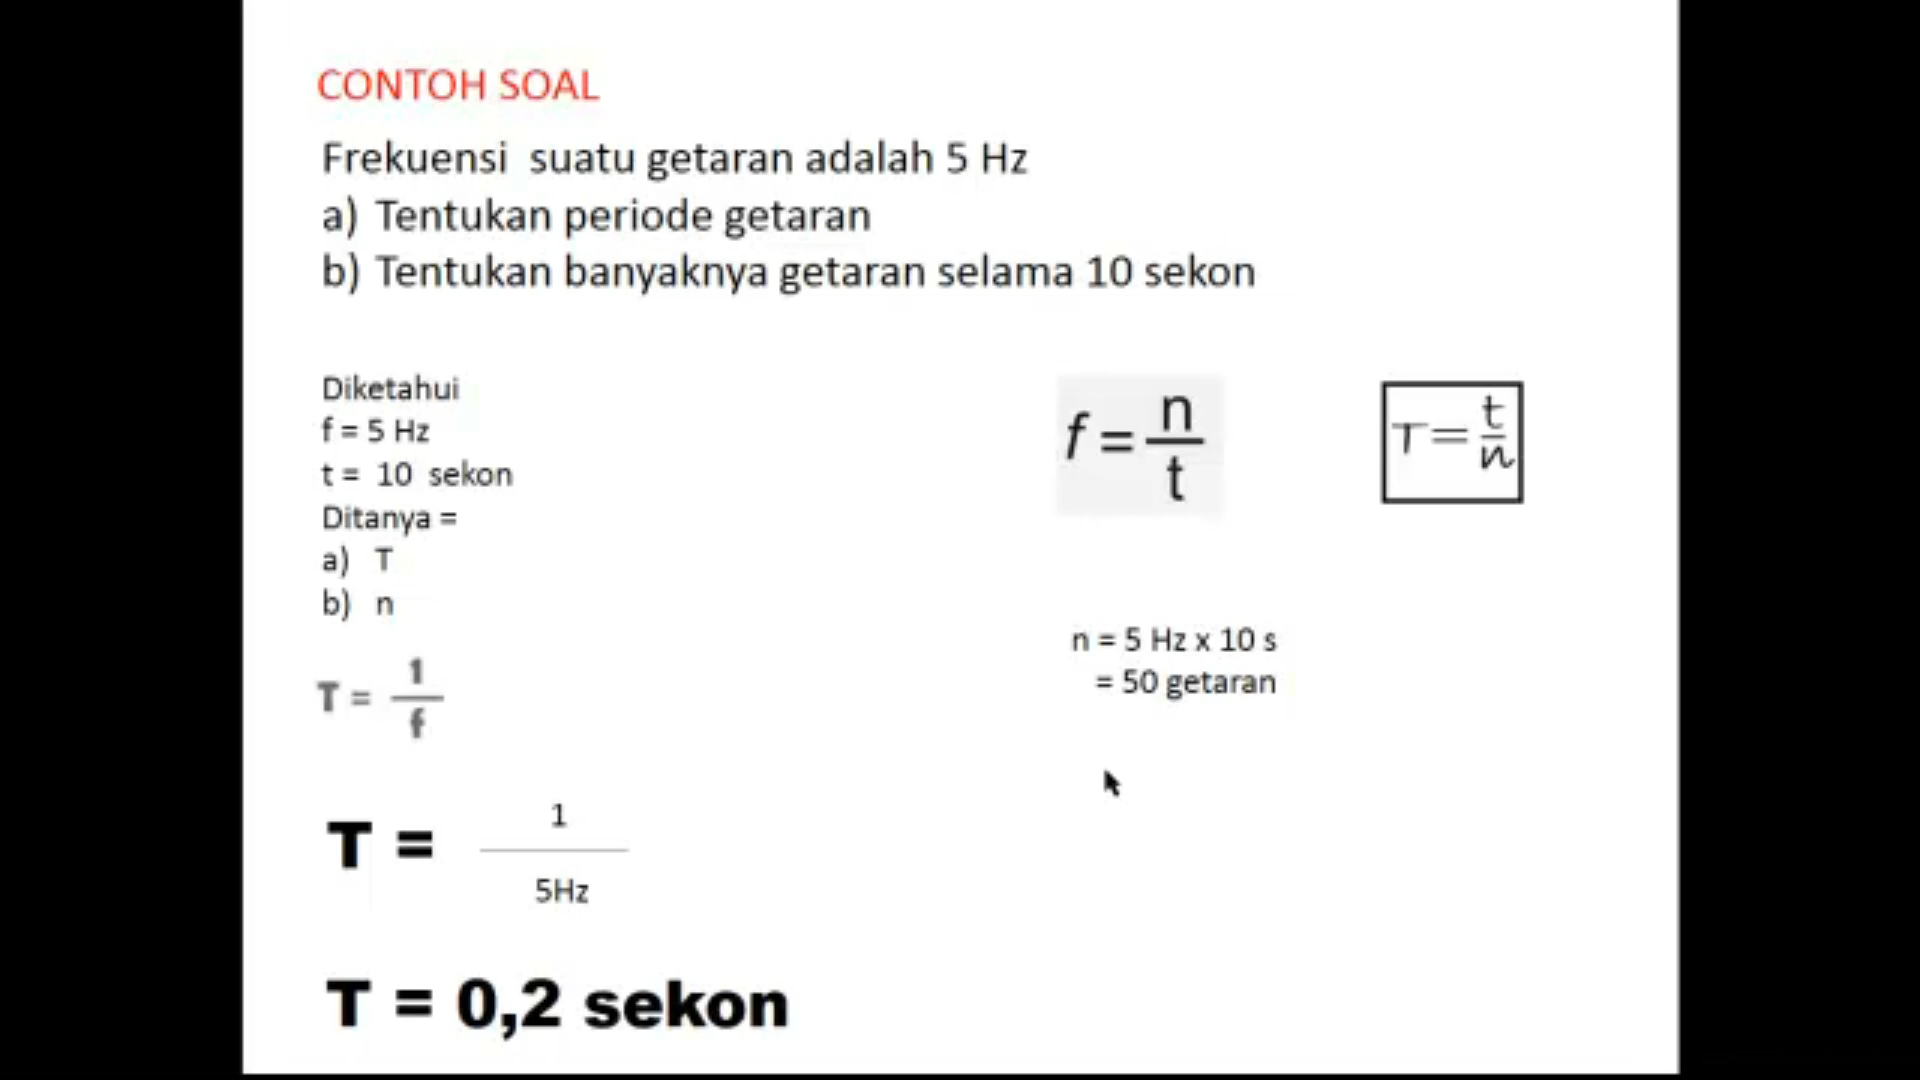 CONTOH SOAL
Frekuensi suatu getaran adalah 5 Hz
a) Tentukan periode getaran
b) Tentukan banyaknya getaran selama 10 sekon
Diketahui
f = 5 Hz
t = 10 sekon
Ditanya =
a) T
b) n
T = 1/f
T = 1/5Hz
T = 0,2 sekon
f = n/t
T = t/n
n = 5 Hz x 10 s
= 50 getaran